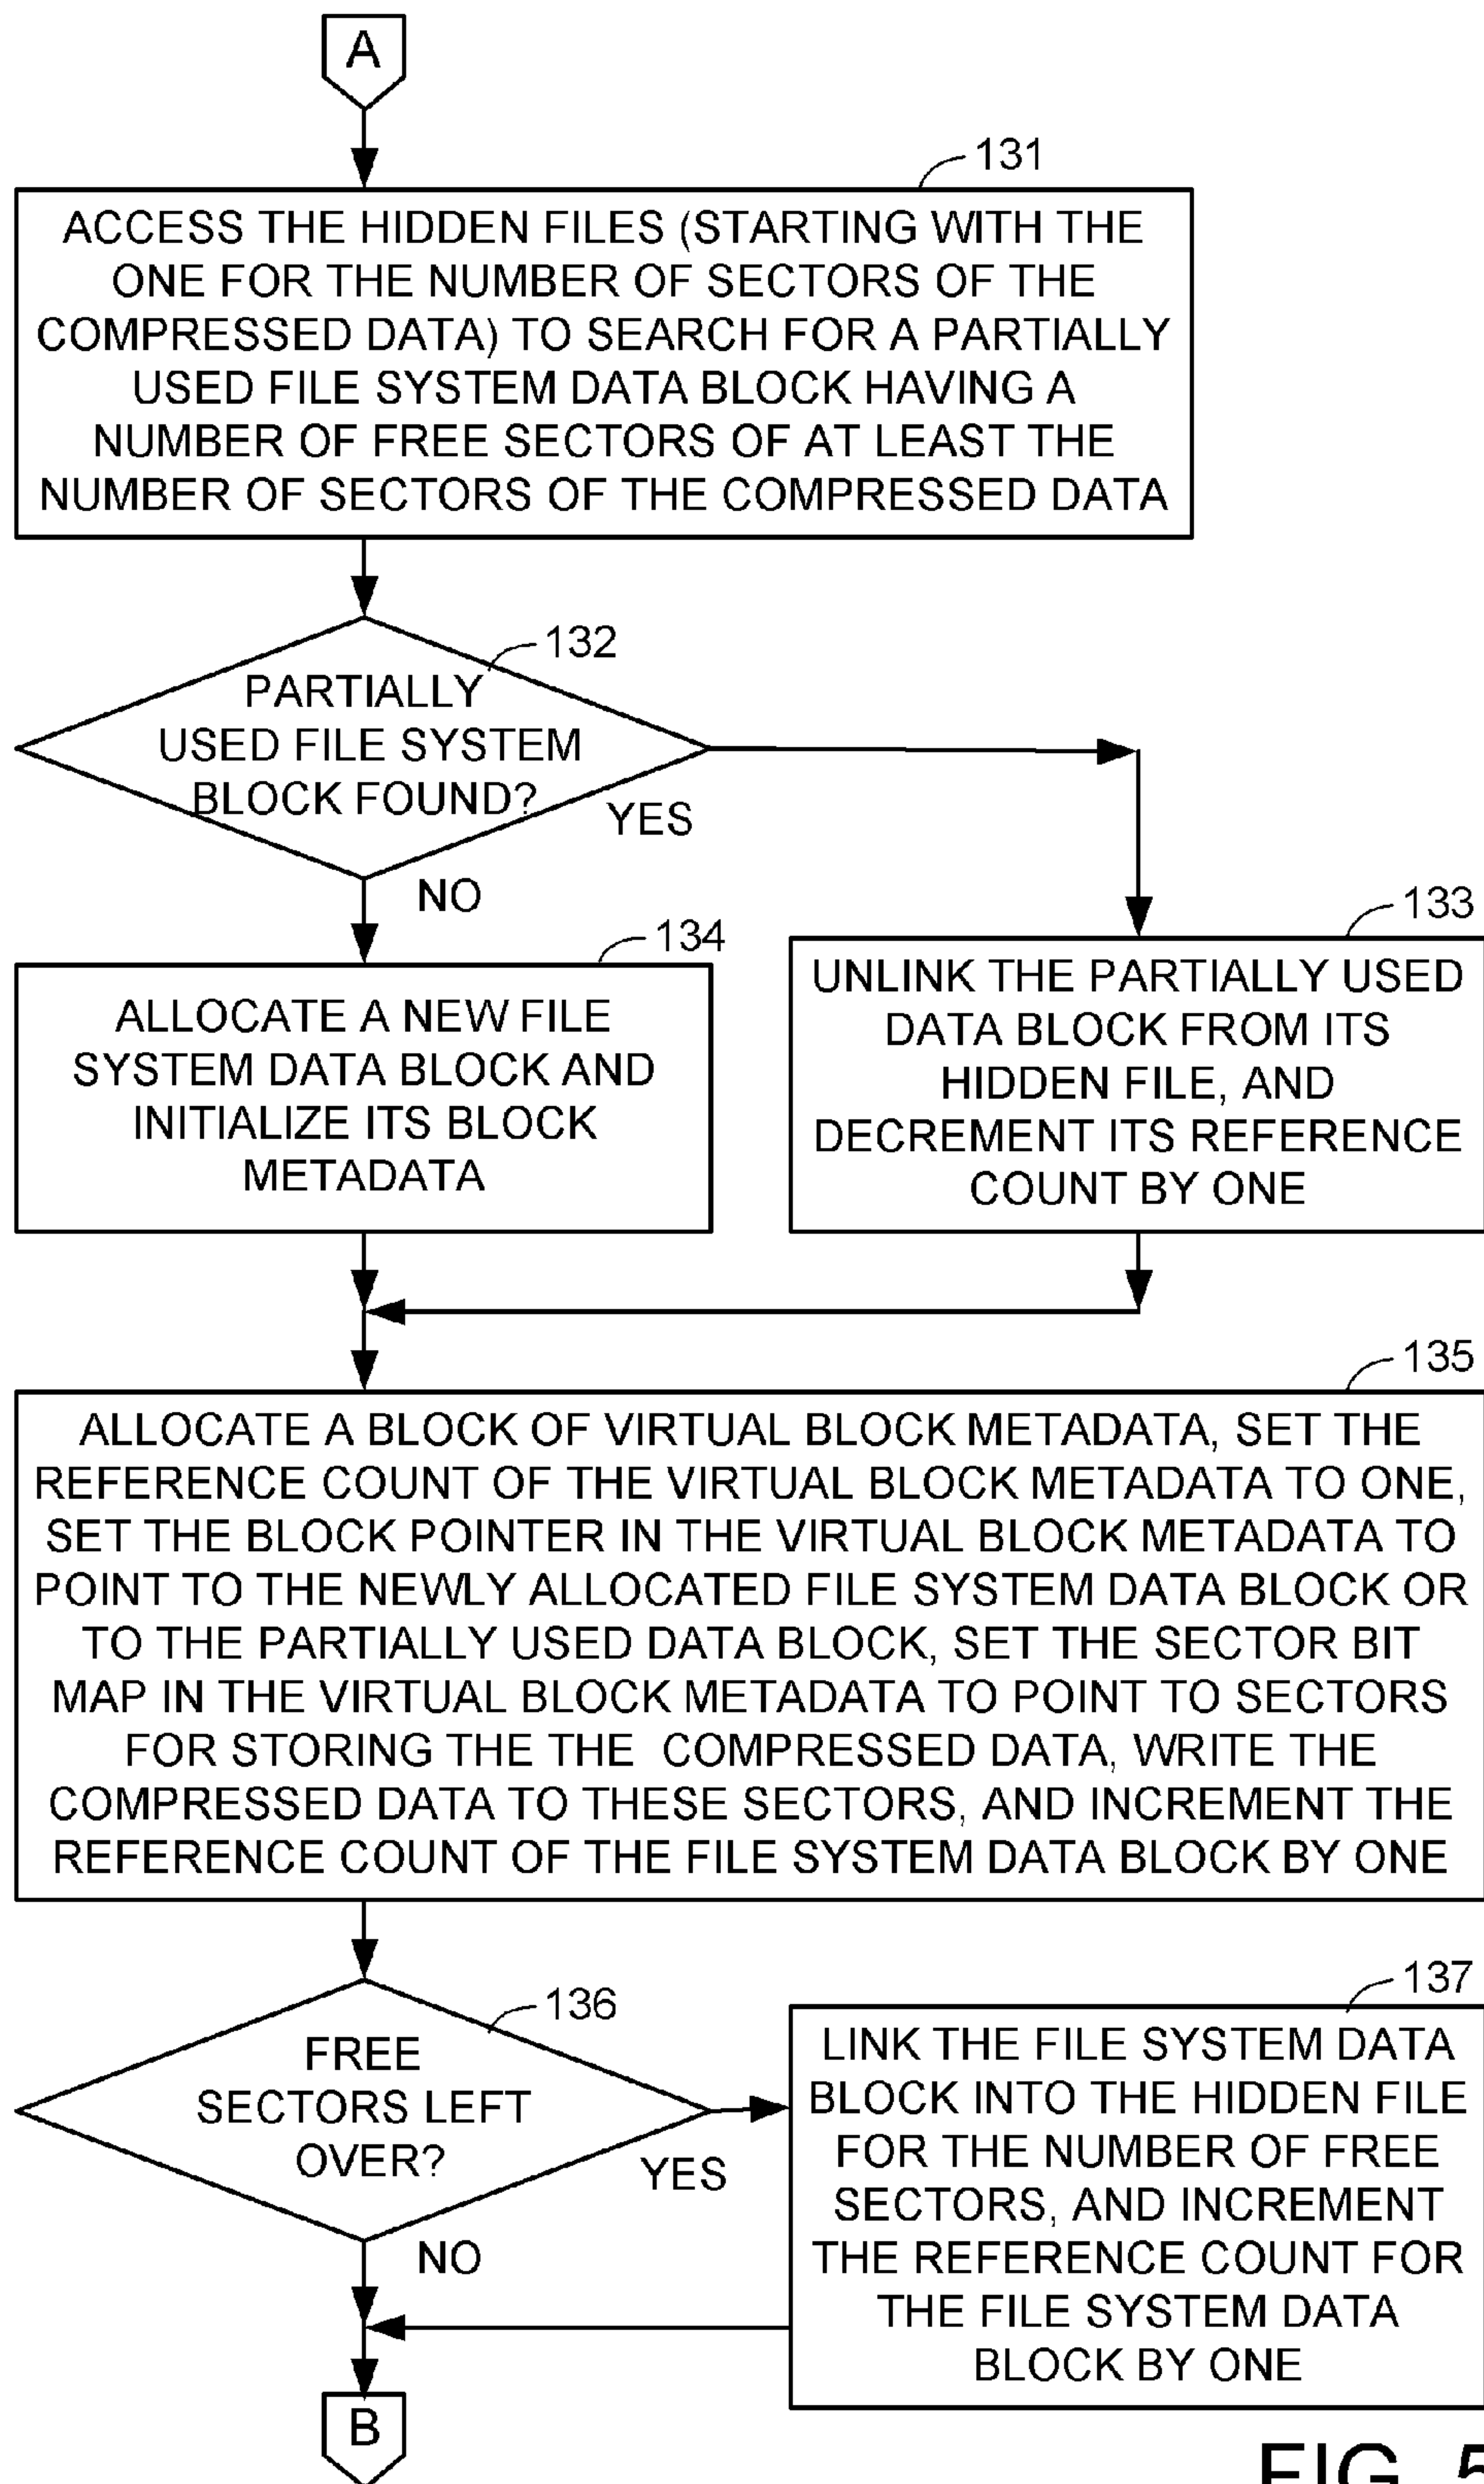 A
131
ACCESS THE HIDDEN FILES (STARTING WITH THE
ONE FOR THE NUMBER OF SECTORS OF THE
COMPRESSED DATA) TO SEARCH FOR A PARTIALLY
USED FILE SYSTEM DATA BLOCK HAVING A
NUMBER OF FREE SECTORS OF AT LEAST THE
NUMBER OF SECTORS OF THE COMPRESSED DATA
132
PARTIALLY
USED FILE SYSTEM
BLOCK FOUND?
YES
NO
134
ALLOCATE A NEW FILE
SYSTEM DATA BLOCK AND
INITIALIZE ITS BLOCK
METADATA
133
UNLINK THE PARTIALLY USED
DATA BLOCK FROM ITS
HIDDEN FILE, AND
DECREMENT ITS REFERENCE
COUNT BY ONE
135
ALLOCATE A BLOCK OF VIRTUAL BLOCK METADATA, SET THE
REFERENCE COUNT OF THE VIRTUAL BLOCK METADATA TO ONE,
SET THE BLOCK POINTER IN THE VIRTUAL BLOCK METADATA TO
POINT TO THE NEWLY ALLOCATED FILE SYSTEM DATA BLOCK OR
TO THE PARTIALLY USED DATA BLOCK, SET THE SECTOR BIT
MAP IN THE VIRTUAL BLOCK METADATA TO POINT TO SECTORS
FOR STORING THE THE COMPRESSED DATA, WRITE THE
COMPRESSED DATA TO THESE SECTORS, AND INCREMENT THE
REFERENCE COUNT OF THE FILE SYSTEM DATA BLOCK BY ONE
136
FREE
SECTORS LEFT
OVER?
YES
NO
137
LINK THE FILE SYSTEM DATA
BLOCK INTO THE HIDDEN FILE
FOR THE NUMBER OF FREE
SECTORS, AND INCREMENT
THE REFERENCE COUNT FOR
THE FILE SYSTEM DATA
BLOCK BY ONE
B
FIG. 5